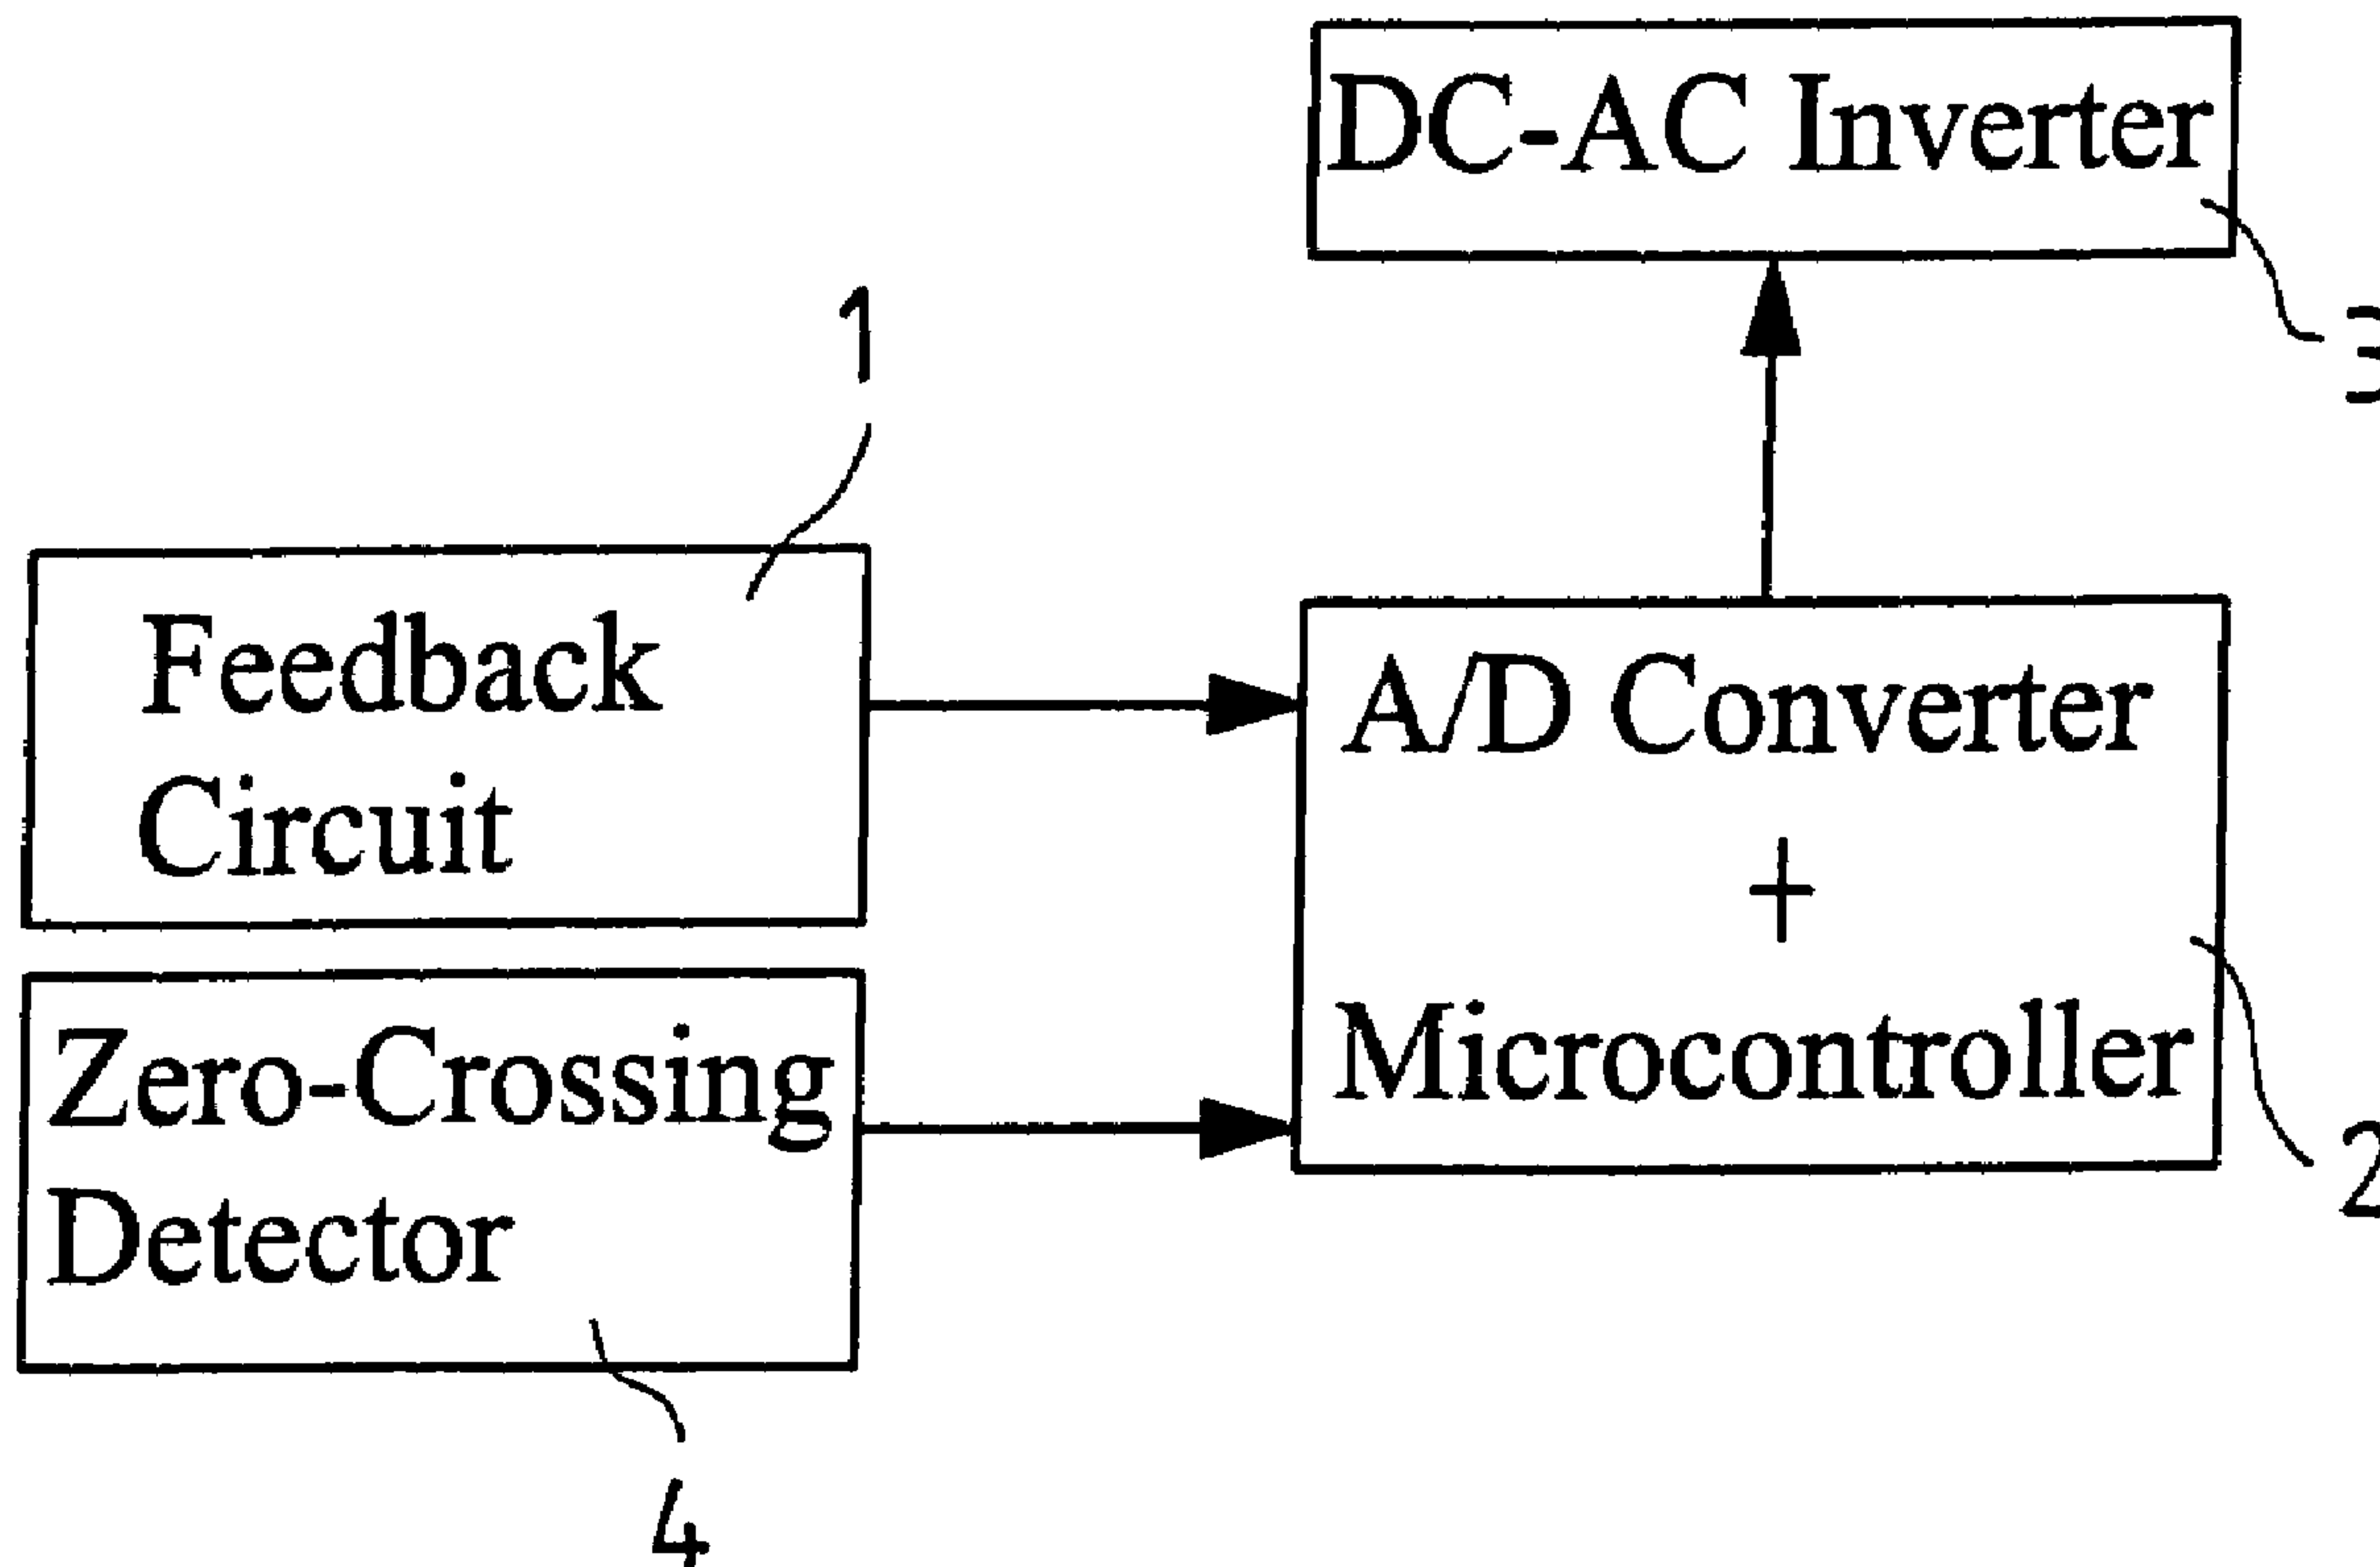 DC-AC Inverter
3
1
Feedback
Circuit
A/D Converter
+
Microcontroller
2
Zero-Crossing
Detector
4